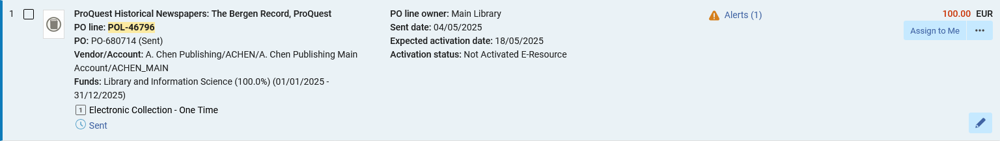 1
ProQuest Historical Newspapers: The Bergen Record, ProQuest
PO line: POL-46796
PO: PO-680714 (Sent)
Vendor/Account: A. Chen Publishing/ACHEN/A. Chen Publishing Main
Account/ACHEN_MAIN
Funds: Library and Information Science (100.0%) (01/01/2025 -
31/12/2025)
1 Electronic Collection - One Time
Sent
PO line owner: Main Library
Sent date: 04/05/2025
Expected activation date: 18/05/2025
Activation status: Not Activated E-Resource
Alerts (1)
100.00 EUR
Assign to Me